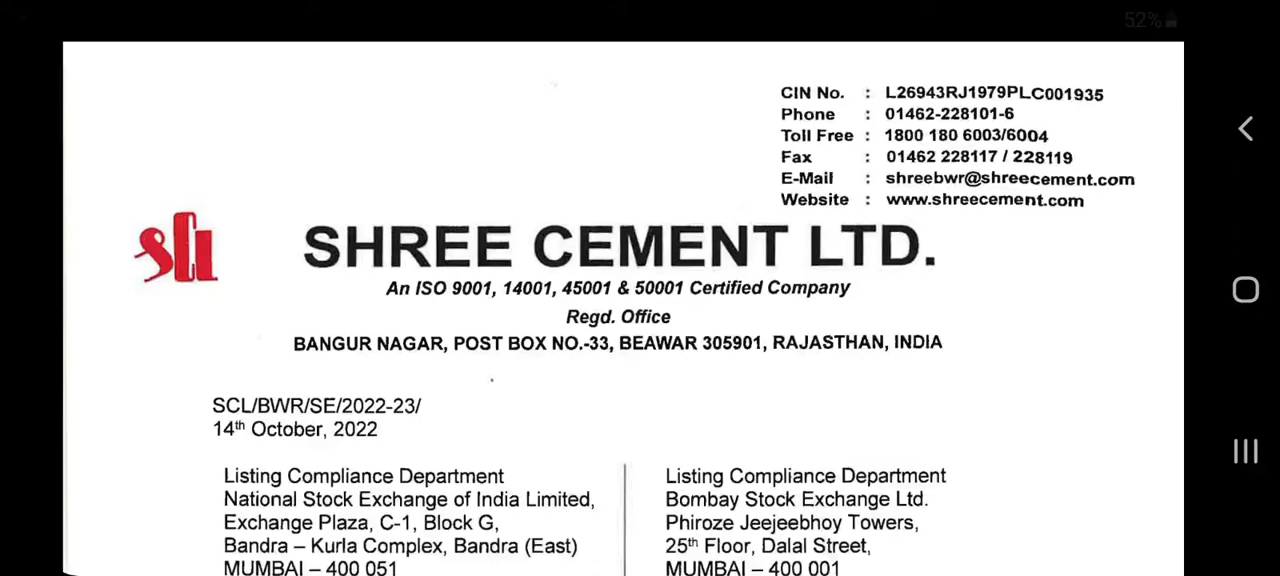 52%
CIN No. : L26943RJ1979PLC001935
Phone : 01462-228101-6
Toll Free : 1800 180 6003/6004
Fax : 01462 228117 / 228119
E-Mail : shreebwr@shreecement.com
Website : www.shreecement.com
SCL
SHREE CEMENT LTD.
An ISO 9001, 14001, 45001 & 50001 Certified Company
Regd. Office
BANGUR NAGAR, POST BOX NO.-33, BEAWAR 305901, RAJASTHAN, INDIA
SCL/BWR/SE/2022-23/
14th October, 2022
Listing Compliance Department
National Stock Exchange of India Limited,
Exchange Plaza, C-1, Block G,
Bandra – Kurla Complex, Bandra (East)
MUMBAI – 400 051
Listing Compliance Department
Bombay Stock Exchange Ltd.
Phiroze Jeejeebhoy Towers,
25th Floor, Dalal Street,
MUMBAI – 400 001